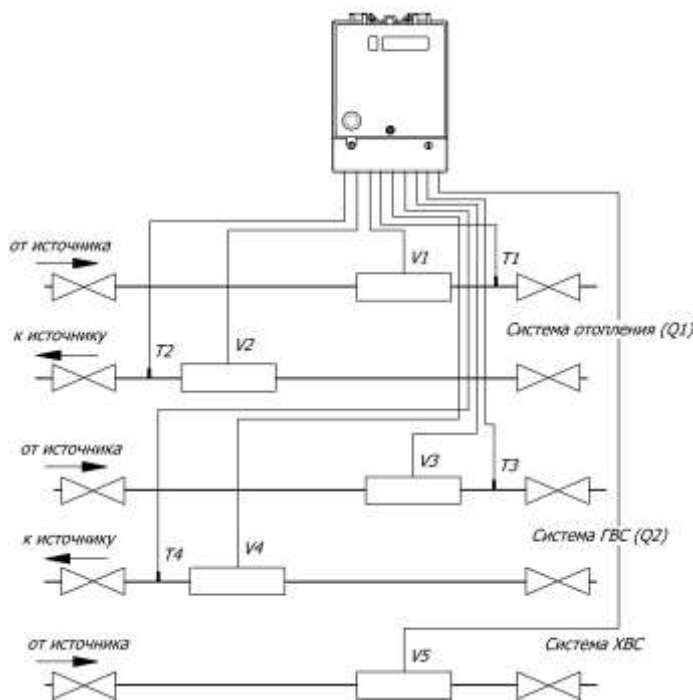 от источника
V1
T1
к источнику
T2
V2
Система отопления (Q1)
от источника
V3
T3
к источнику
T4
V4
Система ГВС (Q2)
от источника
V5
Система ХВС